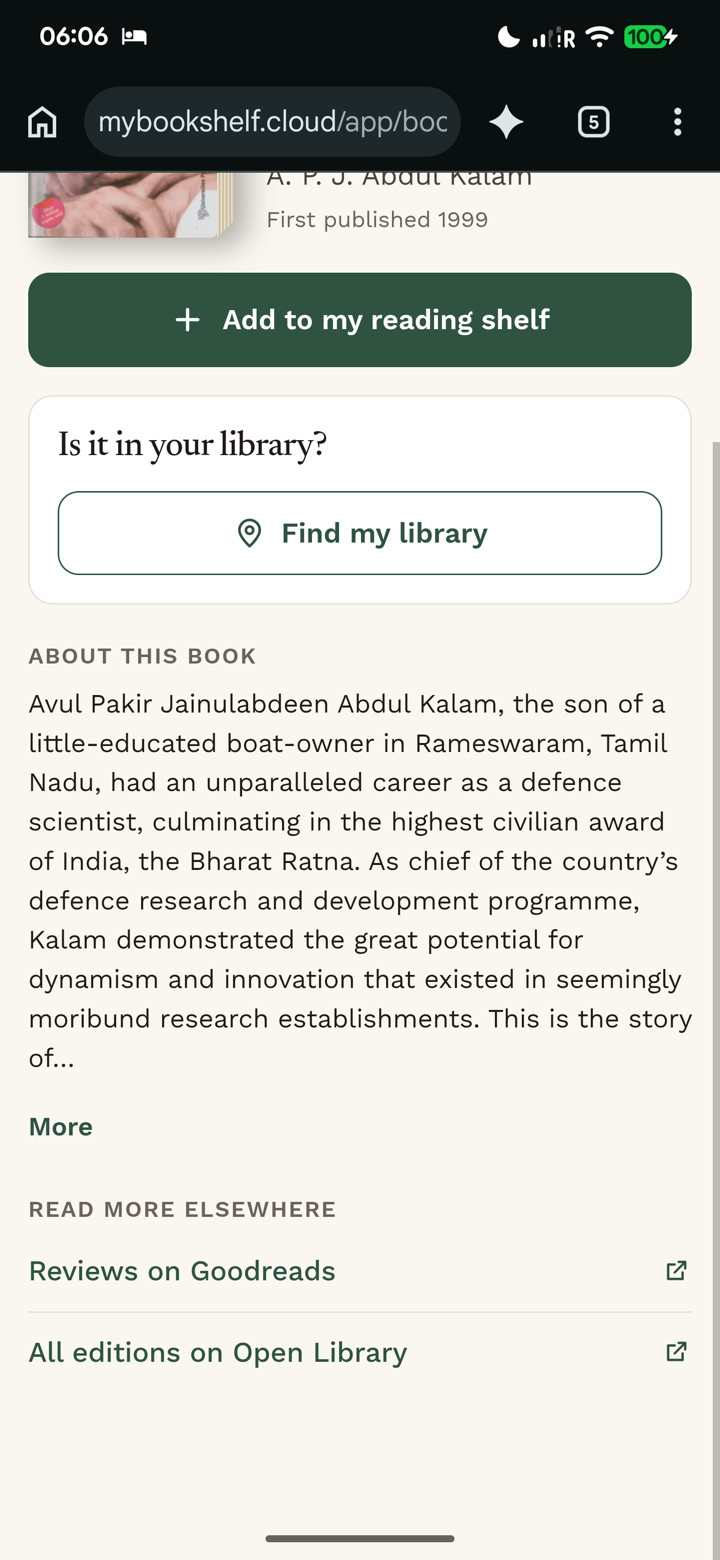 06:06
R
100
mybookshelf.cloud/app/boo
5
A. P. J. Abdul Kalam
First published 1999
Add to my reading shelf
Is it in your library?
Find my library
ABOUT THIS BOOK
Avul Pakir Jainulabdeen Abdul Kalam, the son of a
little-educated boat-owner in Rameswaram, Tamil
Nadu, had an unparalleled career as a defence
scientist, culminating in the highest civilian award
of India, the Bharat Ratna. As chief of the country’s
defence research and development programme,
Kalam demonstrated the great potential for
dynamism and innovation that existed in seemingly
moribund research establishments. This is the story
of...
More
READ MORE ELSEWHERE
Reviews on Goodreads
All editions on Open Library